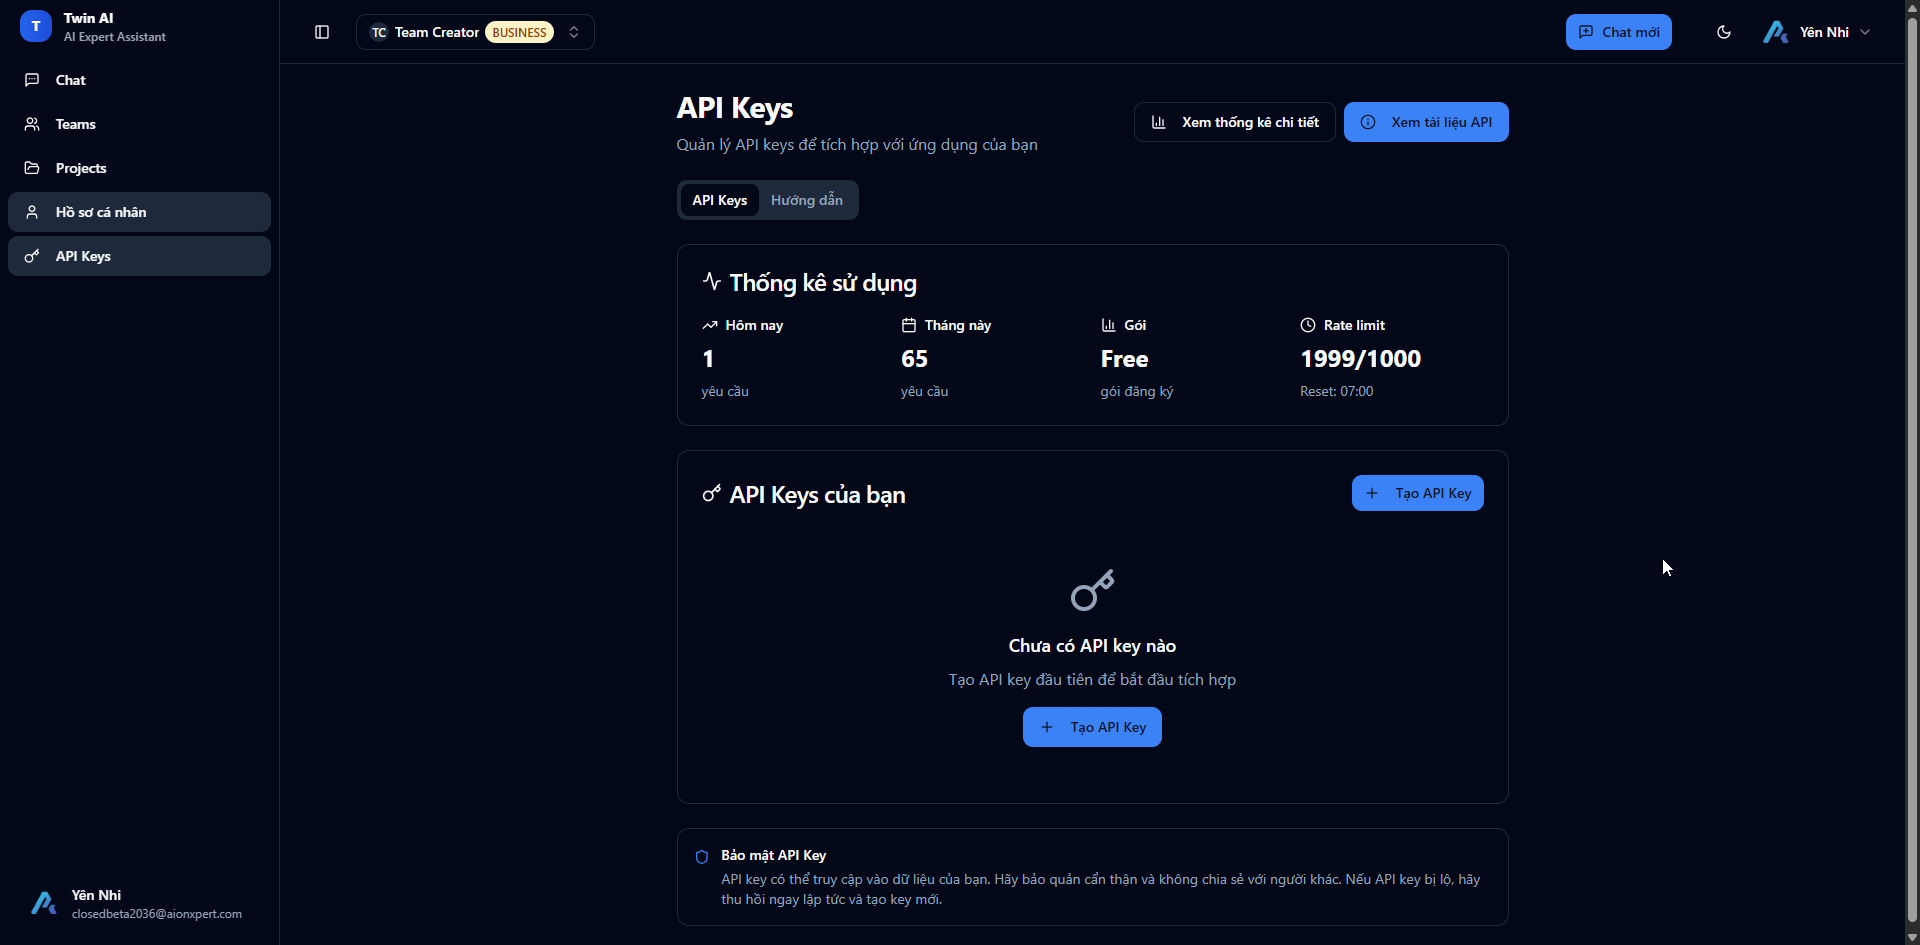 T
Twin AI
AI Expert Assistant
Chat
Teams
Projects
Hồ sơ cá nhân
API Keys
Yên Nhi
closedbeta2036@aionxpert.com
TC
Team Creator
BUSINESS
Chat mới
Yên Nhi
API Keys
Quản lý API keys để tích hợp với ứng dụng của bạn
Xem thống kê chi tiết
Xem tài liệu API
API Keys
Hướng dẫn
Thống kê sử dụng
Hôm nay
1
yêu cầu
Tháng này
65
yêu cầu
Gói
Free
gói đăng ký
Rate limit
1999/1000
Reset: 07:00
API Keys của bạn
Tạo API Key
Chưa có API key nào
Tạo API key đầu tiên để bắt đầu tích hợp
Tạo API Key
Bảo mật API Key
API key có thể truy cập vào dữ liệu của bạn. Hãy bảo quản cẩn thận và không chia sẻ với người khác. Nếu API key bị lộ, hãy
thu hồi ngay lập tức và tạo key mới.